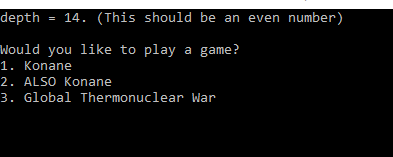 depth = 14. (This should be an even number)
Would you like to play a game?
1. Konane
2. ALSO Konane
3. Global Thermonuclear War